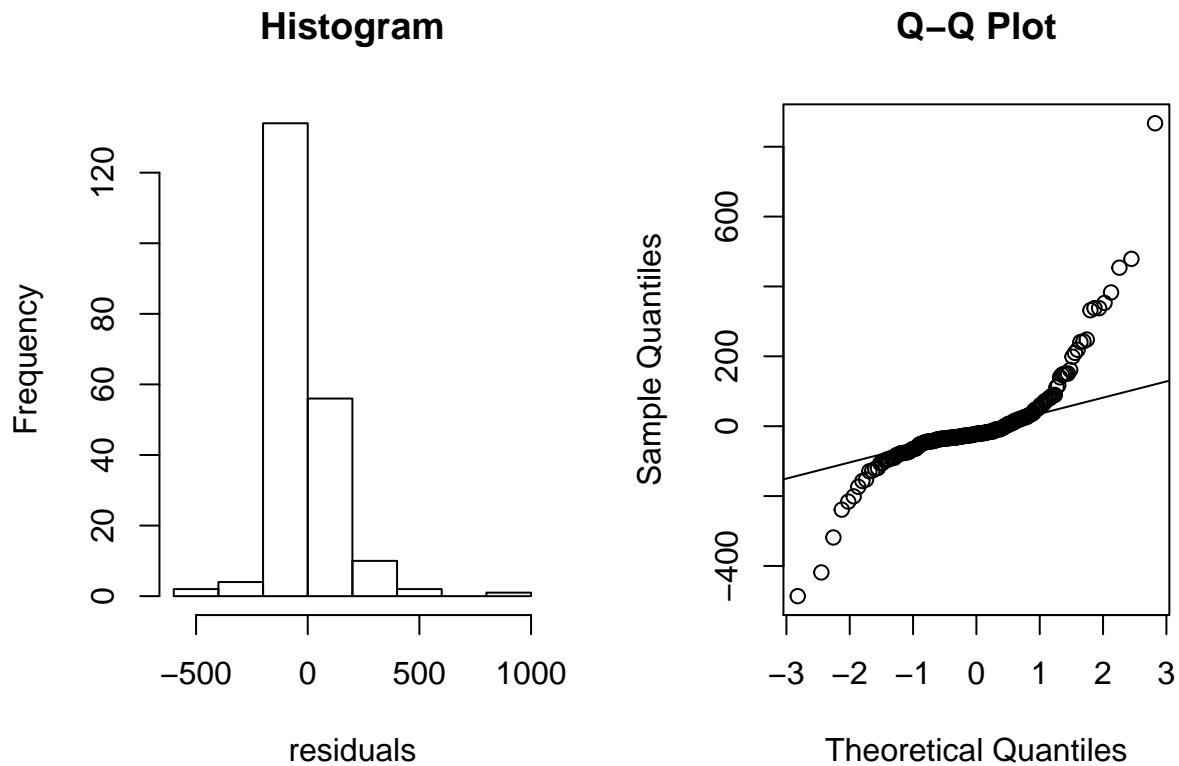 Histogram
Frequency
0 20 40 60 80 120
−500 0 500 1000
residuals
Q−Q Plot
Sample Quantiles
−400 0 200 600
−3 −2 −1 0 1 2 3
Theoretical Quantiles